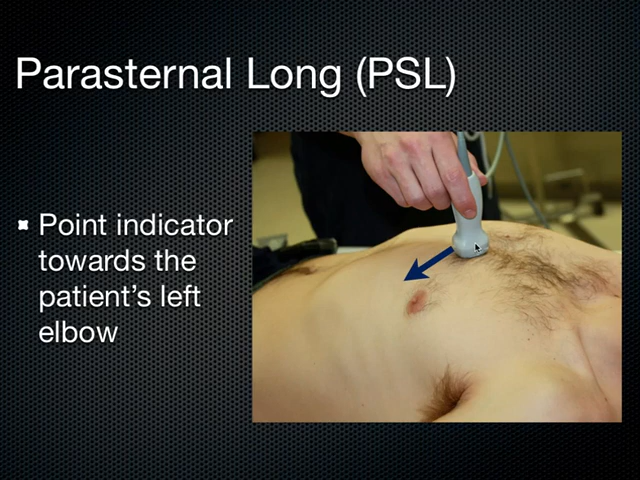 Parasternal Long (PSL)
Point indicator
towards the
patient's left
elbow